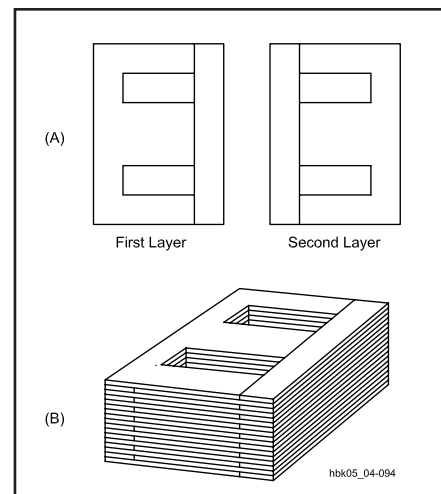 (A)
First Layer
Second Layer
(B)
hbk05_04-094